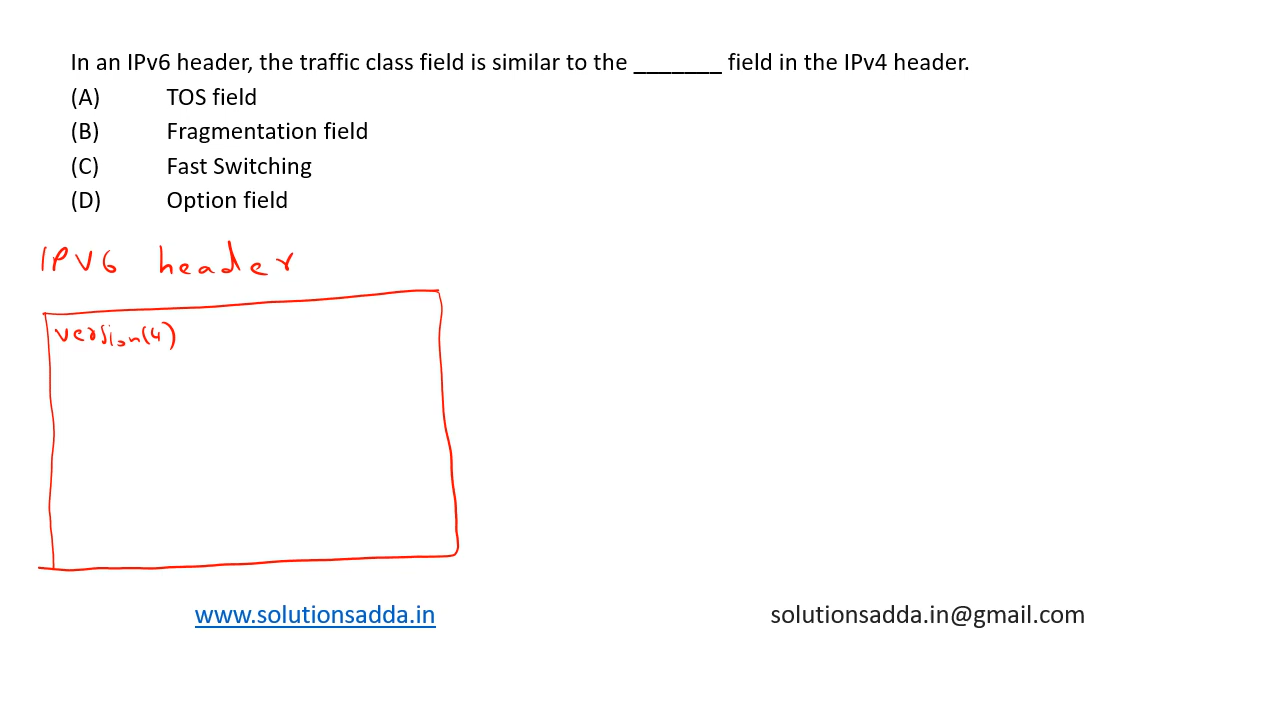 In an IPv6 header, the traffic class field is similar to the _______ field in the IPv4 header.
(A) TOS field
(B) Fragmentation field
(C) Fast Switching
(D) Option field
IPV6 header
version(4)
www.solutionsadda.in
solutionsadda.in@gmail.com